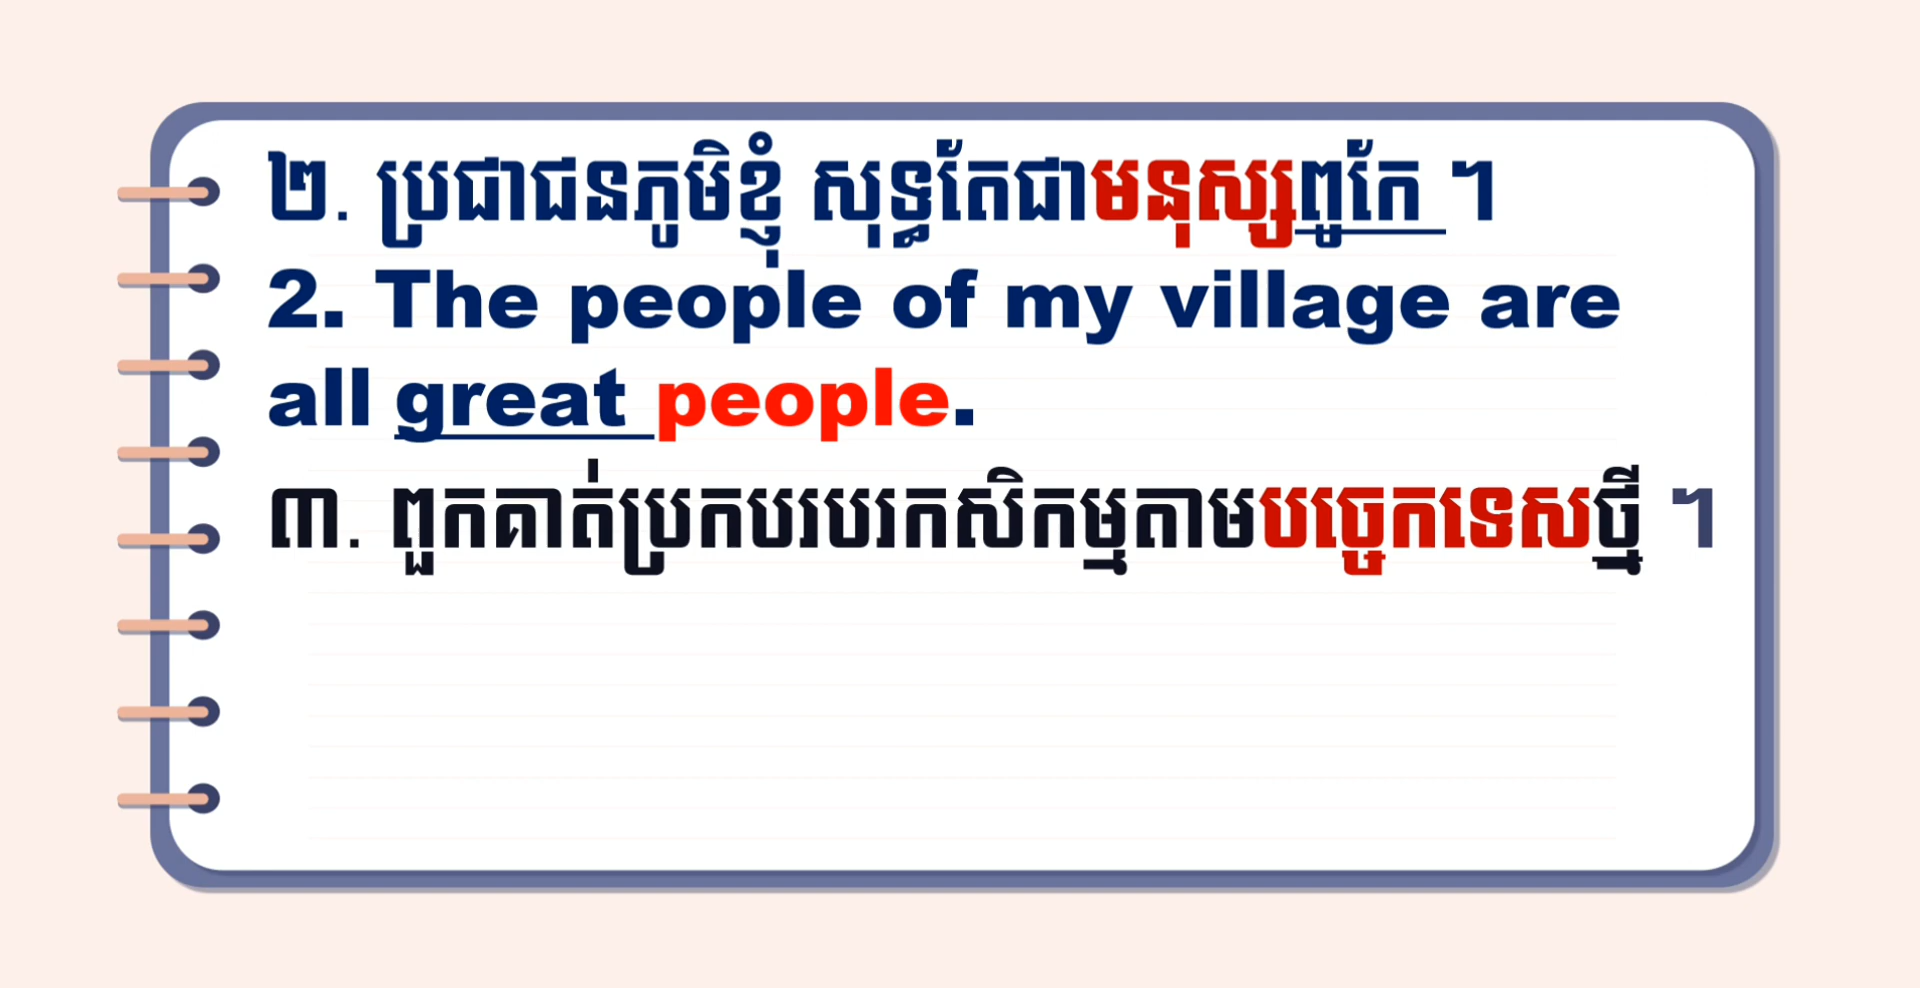 ២. ប្រជាជនភូមិខ្ញុំ សុទ្ធតែជាមនុស្សពូកែ ។
2. The people of my village are
all great people.
៣. ពួកគាត់ប្រកបរបរកសិកម្មតាមបច្ចេកទេសថ្មី ។